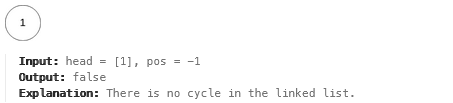 1
Input: head = [1], pos = -1
Output: false
Explanation: There is no cycle in the linked list.